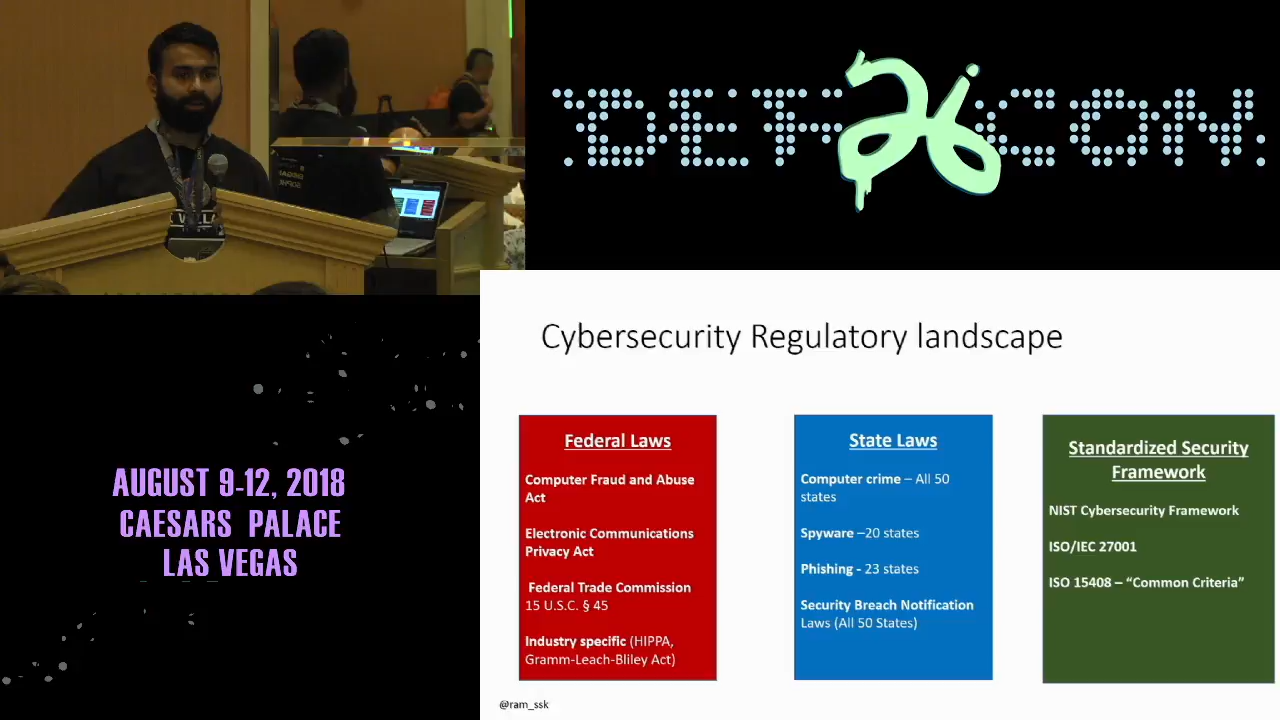 DEF CON
26
AUGUST 9-12, 2018
CAESARS PALACE
LAS VEGAS
Cybersecurity Regulatory landscape
Federal Laws
Computer Fraud and Abuse
Act
Electronic Communications
Privacy Act
Federal Trade Commission
15 U.S.C. § 45
Industry specific (HIPPA,
Gramm-Leach-Bliley Act)
State Laws
Computer crime – All 50
states
Spyware –20 states
Phishing - 23 states
Security Breach Notification
Laws (All 50 States)
Standardized Security
Framework
NIST Cybersecurity Framework
ISO/IEC 27001
ISO 15408 – “Common Criteria”
@ram_ssk